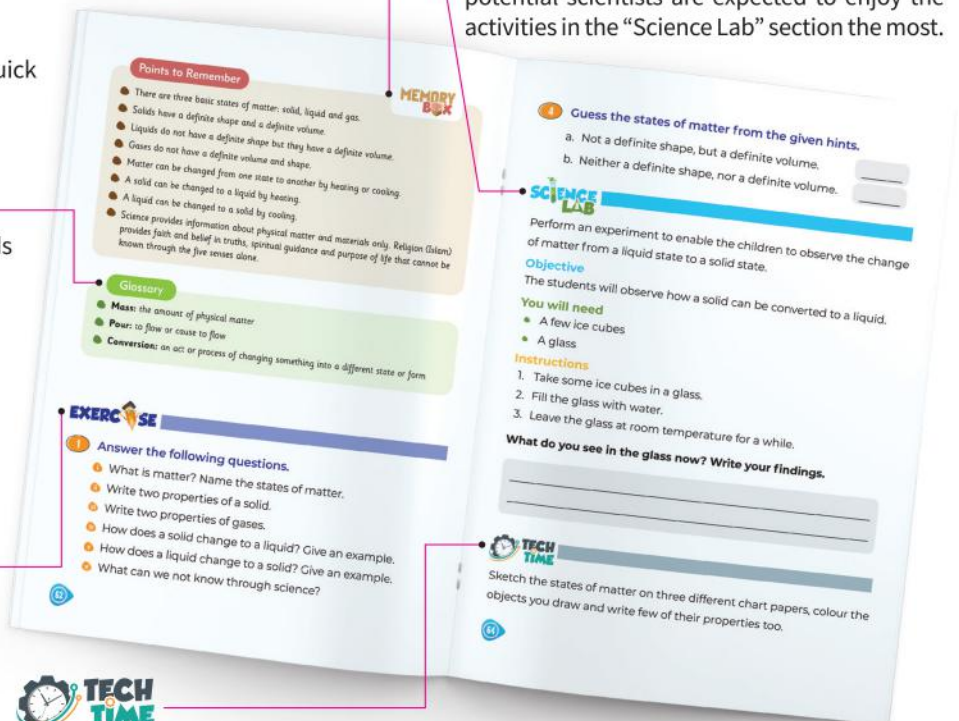 potential scientists are expected to enjoy the
activities in the “Science Lab” section the most.
uick
ds
Points to Remember
MEMORY
BOX
There are three basic states of matter: solid, liquid and gas.
Solids have a definite shape and a definite volume.
Liquids do not have a definite shape but they have a definite volume.
Gases do not have a definite volume and shape.
Matter can be changed from one state to another by heating or cooling.
A solid can be changed to a liquid by heating.
A liquid can be changed to a solid by cooling.
Science provides information about physical matter and materials only. Religion (Islam)
provides faith and belief in truths, spiritual guidance and purpose of life that cannot be
known through the five senses alone.
Glossary
Mass: the amount of physical matter
Pour: to flow or cause to flow
Conversion: an act or process of changing something into a different state or form
EXERCISE
1 Answer the following questions.
What is matter? Name the states of matter.
Write two properties of a solid.
Write two properties of gases.
How does a solid change to a liquid? Give an example.
How does a liquid change to a solid? Give an example.
What can we not know through science?
62
4 Guess the states of matter from the given hints.
a. Not a definite shape, but a definite volume.
b. Neither a definite shape, nor a definite volume.
SCIENCE
LAB
Perform an experiment to enable the children to observe the change
of matter from a liquid state to a solid state.
Objective
The students will observe how a solid can be converted to a liquid.
You will need
A few ice cubes
A glass
Instructions
1. Take some ice cubes in a glass.
2. Fill the glass with water.
3. Leave the glass at room temperature for a while.
What do you see in the glass now? Write your findings.
TECH
TIME
Sketch the states of matter on three different chart papers, colour the
objects you draw and write few of their properties too.
64
TECH
TIME